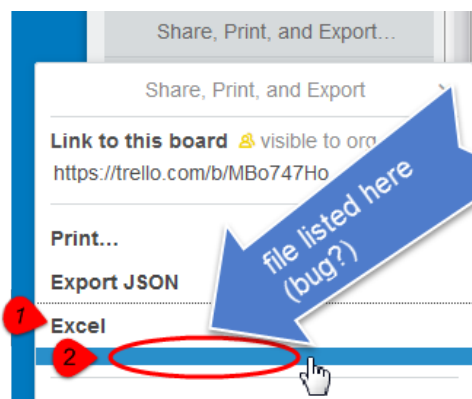 Share, Print, and Export...
Share, Print, and Export
Link to this board visible to org
https://trello.com/b/MBo747Ho
file listed here
(bug?)
Print...
Export JSON
1
Excel
2